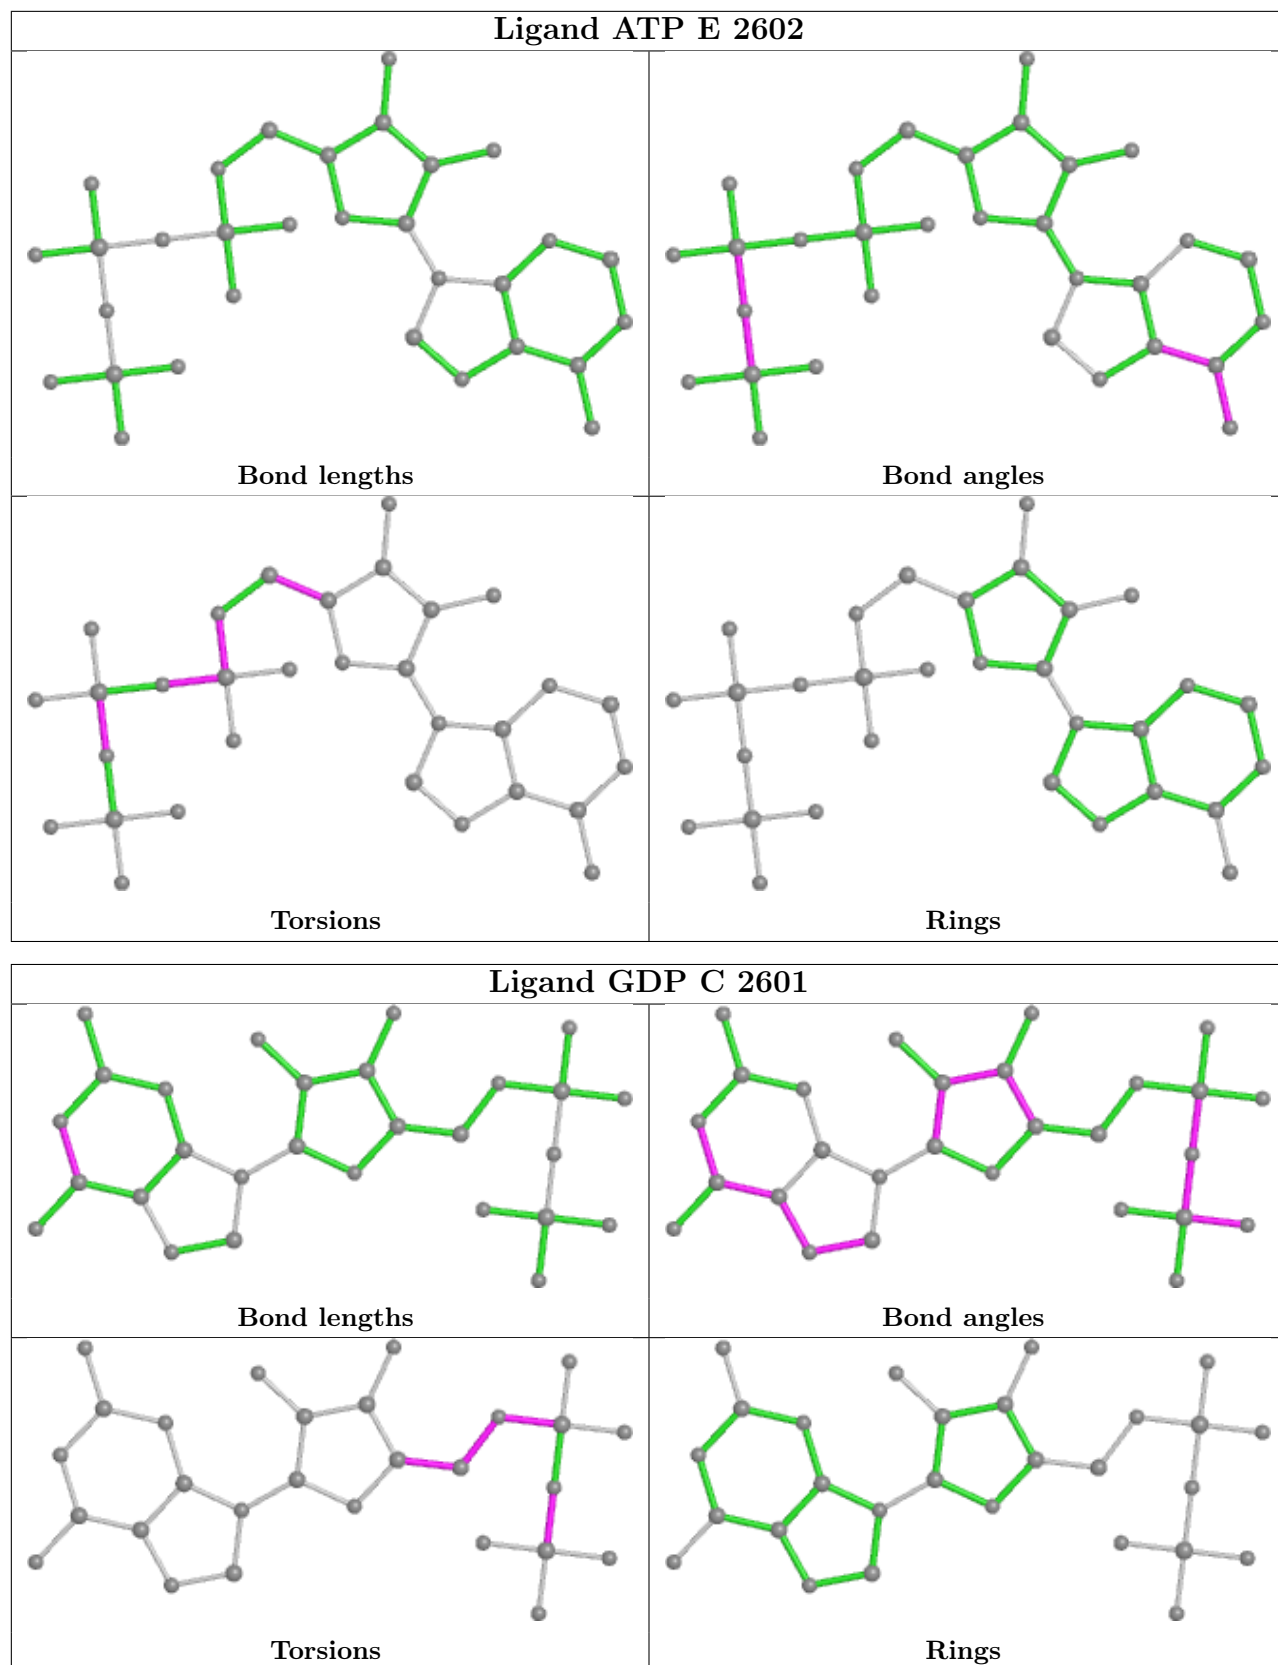 Ligand ATP E 2602
Bond lengths
Bond angles
Torsions
Rings
Ligand GDP C 2601
Bond lengths
Bond angles
Torsions
Rings